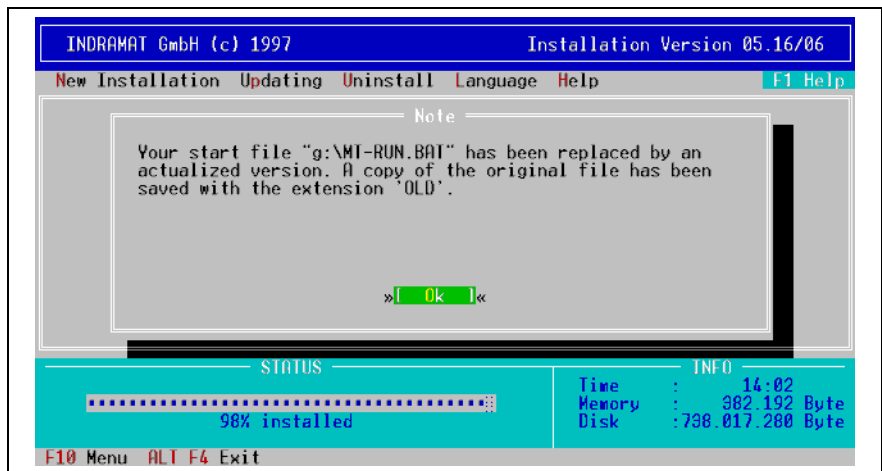 INDRAMAT GmbH (c) 1997 Installation Version 05.16/06
New Installation Updating Uninstall Language Help F1 Help
Note
Your start file "g:\MT-RUN.BAT" has been replaced by an
actualized version. A copy of the original file has been
saved with the extension 'OLD'.
»[ Ok ]«
STATUS INFO
Time : 14:02
Memory : 382.192 Byte
98% installed Disk :738.017.280 Byte
F10 Menu ALT F4 Exit